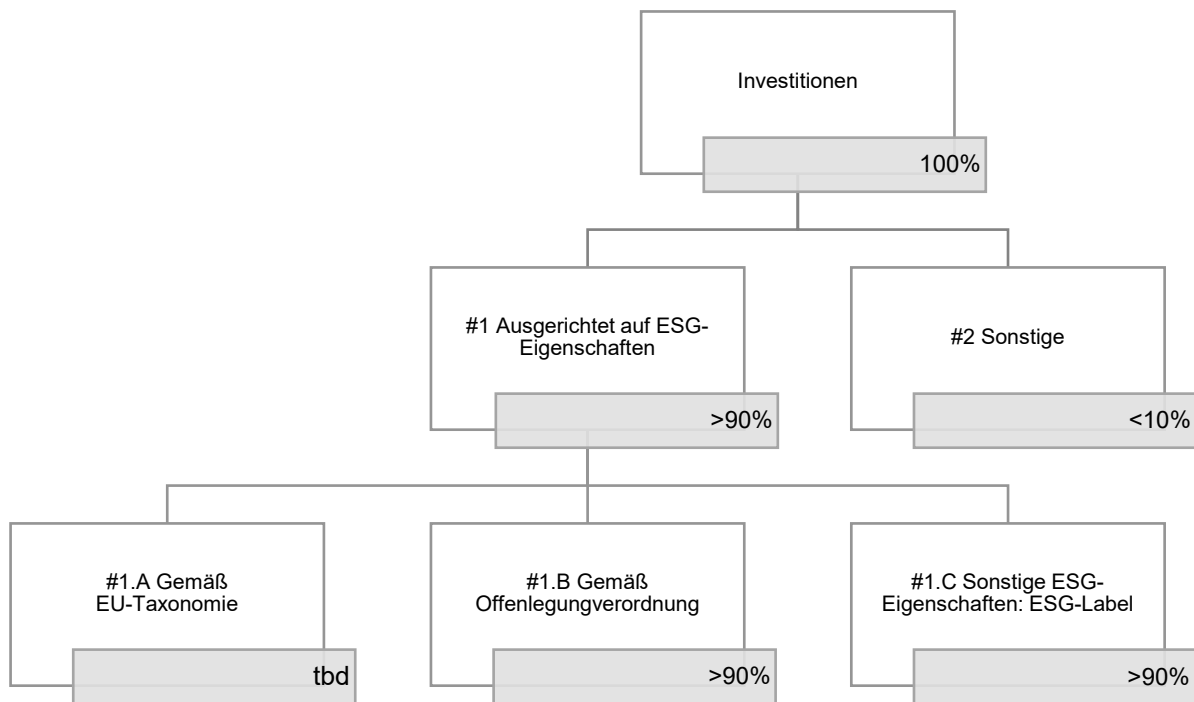 Investitionen
100%
#1 Ausgerichtet auf ESG-
Eigenschaften
>90%
#2 Sonstige
<10%
#1.A Gemäß
EU-Taxonomie
tbd
#1.B Gemäß
Offenlegungverordnung
>90%
#1.C Sonstige ESG-
Eigenschaften: ESG-Label
>90%